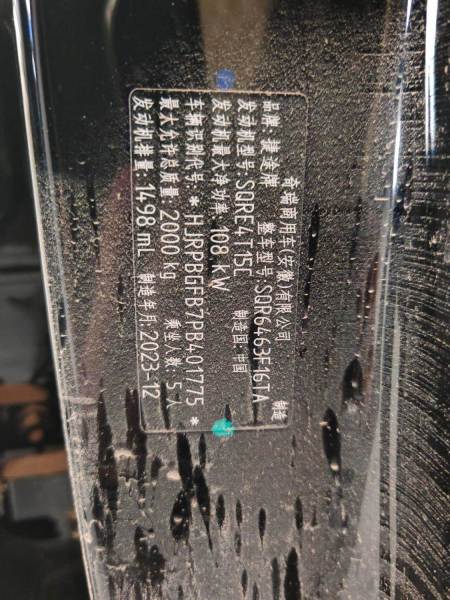 奇瑞商用车(安徽)有限公司 制造
品牌: 捷途牌 整车型号 SQR6463F16TA
发动机型号 SQRE4T15C 制造国: 中国
发动机最大净功率: 108 kW
车辆识别代号: * HJRPBGFB7PB401775 *
最大允许总质量 2000 kg 乘坐人数: 5 人
发动机排量: 1498 mL 制造年月: 2023-12